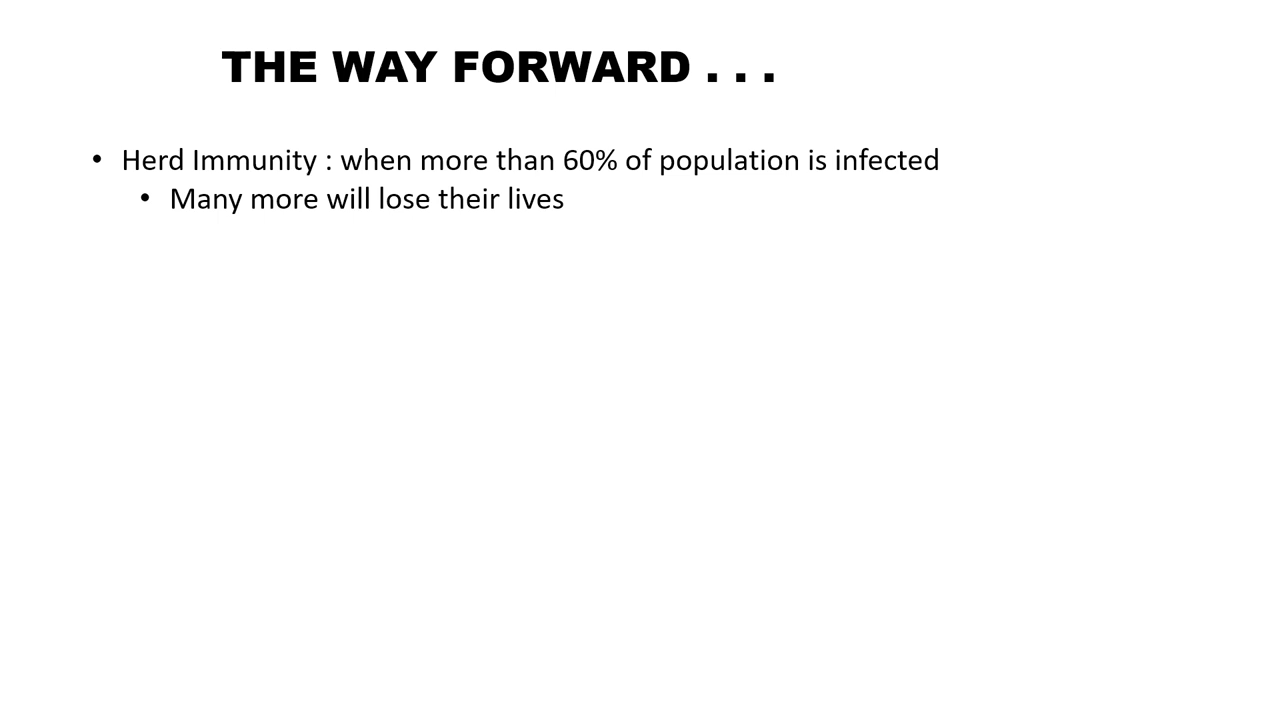 THE WAY FORWARD . . .
• Herd Immunity : when more than 60% of population is infected
• Many more will lose their lives